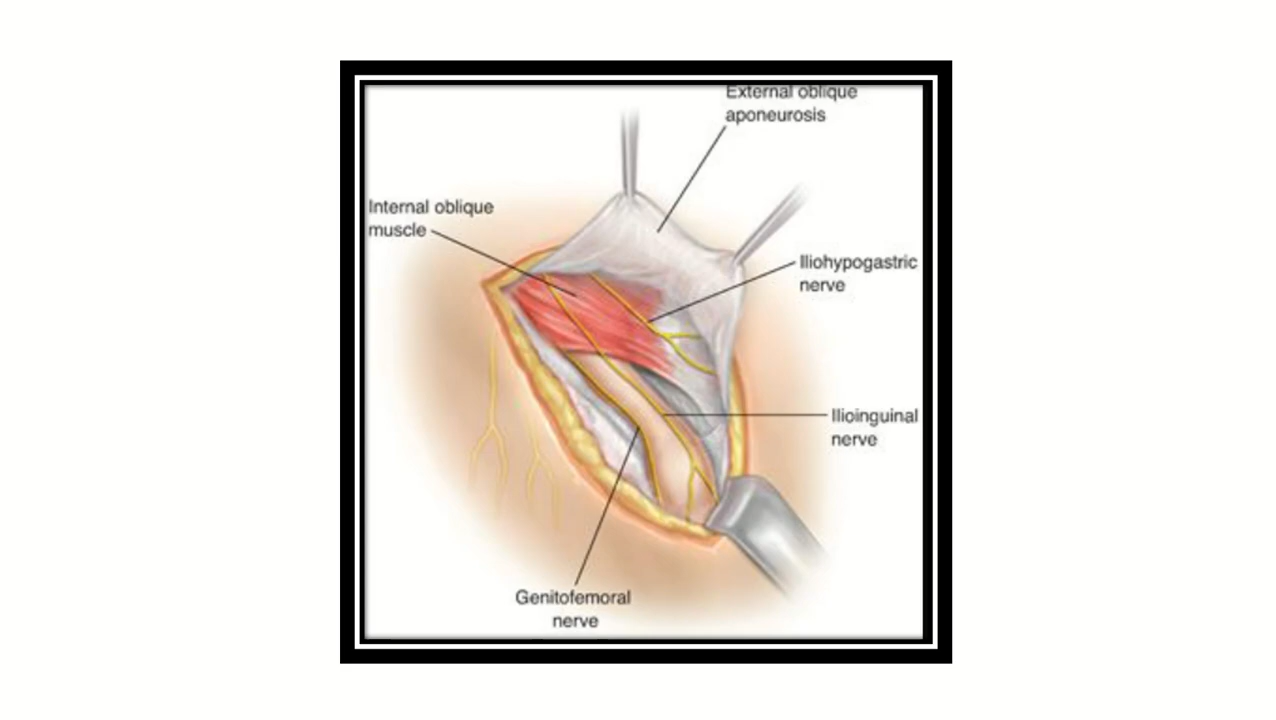 External oblique
aponeurosis
Internal oblique
muscle
Iliohypogastric
nerve
Ilioinguinal
nerve
Genitofemoral
nerve